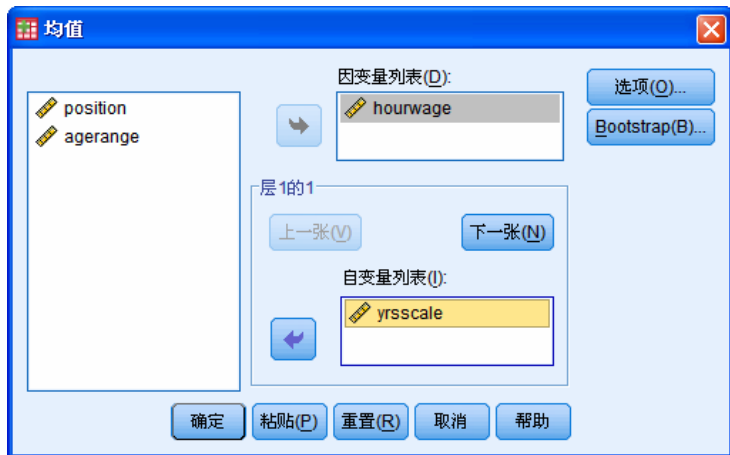 均值
position
agerange
因变量列表(D):
hourwage
选项(O)...
Bootstrap(B)...
层1的1
上一张(V)
下一张(N)
自变量列表(I):
yrsscale
确定
粘贴(P)
重置(R)
取消
帮助